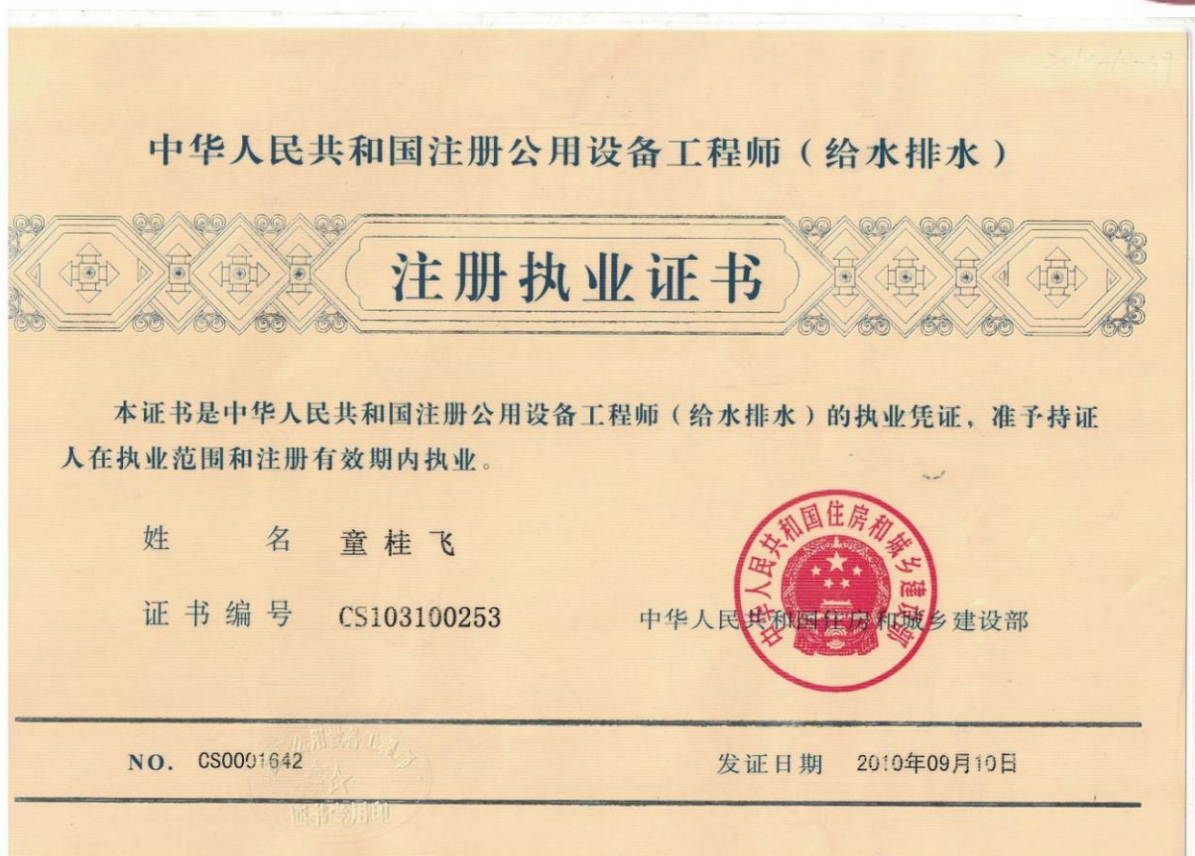 中华人民共和国注册公用设备工程师（给水排水）
注册执业证书
本证书是中华人民共和国注册公用设备工程师（给水排水）的执业凭证，准予持证
人在执业范围和注册有效期内执业。
姓 名 童桂飞
证书编号 CS103100253
中华人民共和国住房和城乡建设部
中华人民共和国住房和城乡建设部
NO. CS0001642
发证日期 2010年09月10日
证书专用印